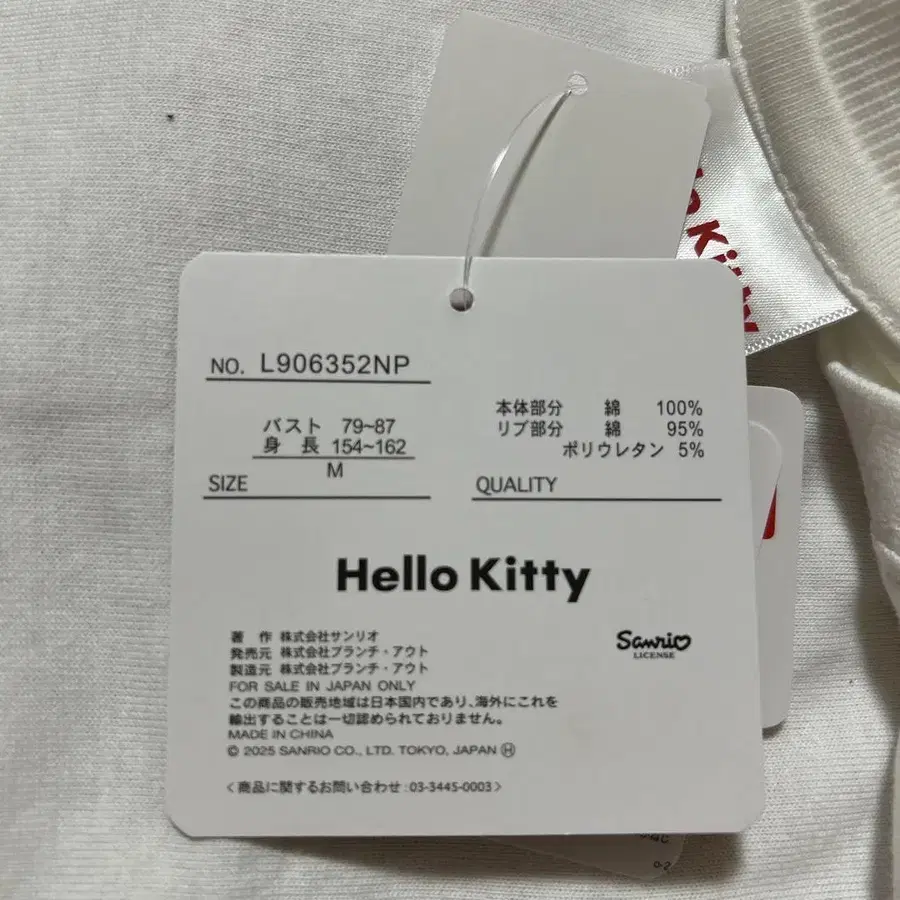 NO. L906352NP
バスト 79~87
身 長 154~162
M
SIZE
本体部分 綿 100%
リブ部分 綿 95%
ポリウレタン 5%
QUALITY
Hello Kitty
著 作 株式会社サンリオ
発売元 株式会社ブランチ・アウト
製造元 株式会社ブランチ・アウト
FOR SALE IN JAPAN ONLY
この商品の販売地域は日本国内であり、海外にこれを
輸出することは一切認められておりません。
MADE IN CHINA
© 2025 SANRIO CO., LTD. TOKYO, JAPAN Ⓗ
<商品に関するお問い合わせ:03-3445-0003>
Sanrio
LICENSE
Kitty